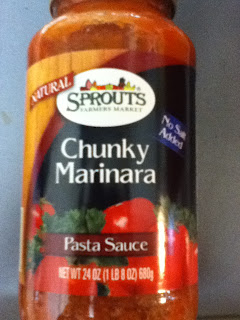 NATURAL
SPROUTS
FARMERS MARKET
No Salt
Added
Chunky
Marinara
Pasta Sauce
NET WT 24 OZ (1 LB 8 OZ) 680g